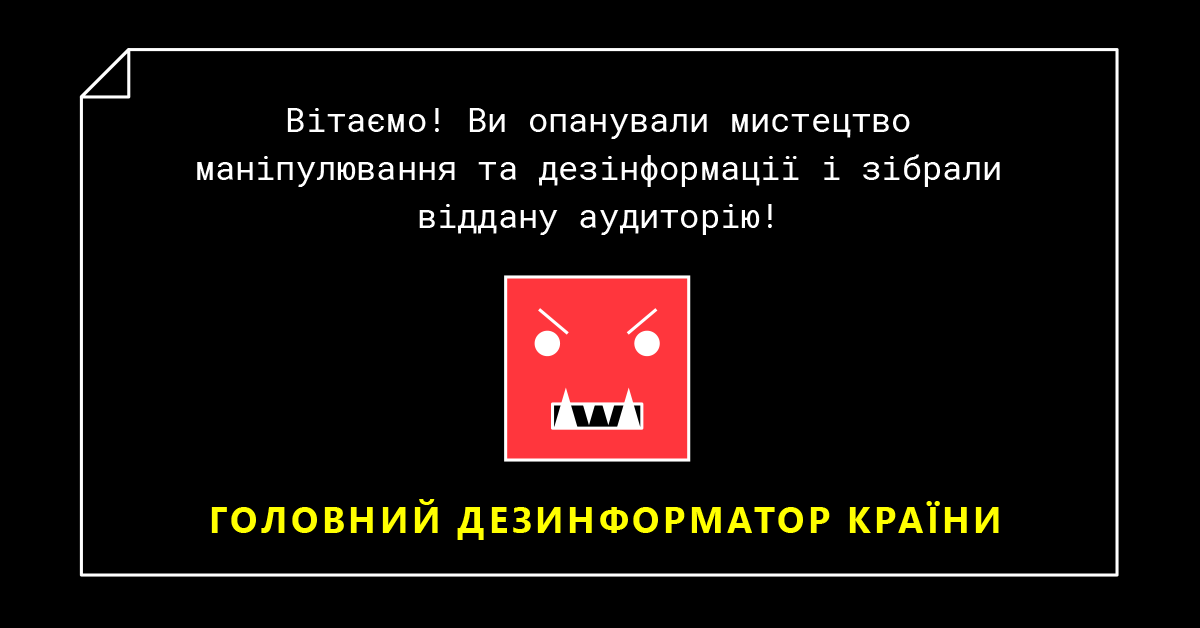 Вітаємо! Ви опанували мистецтво
маніпулювання та дезінформації і зібрали
віддану аудиторію!
ГОЛОВНИЙ ДЕЗИНФОРМАТОР КРАЇНИ